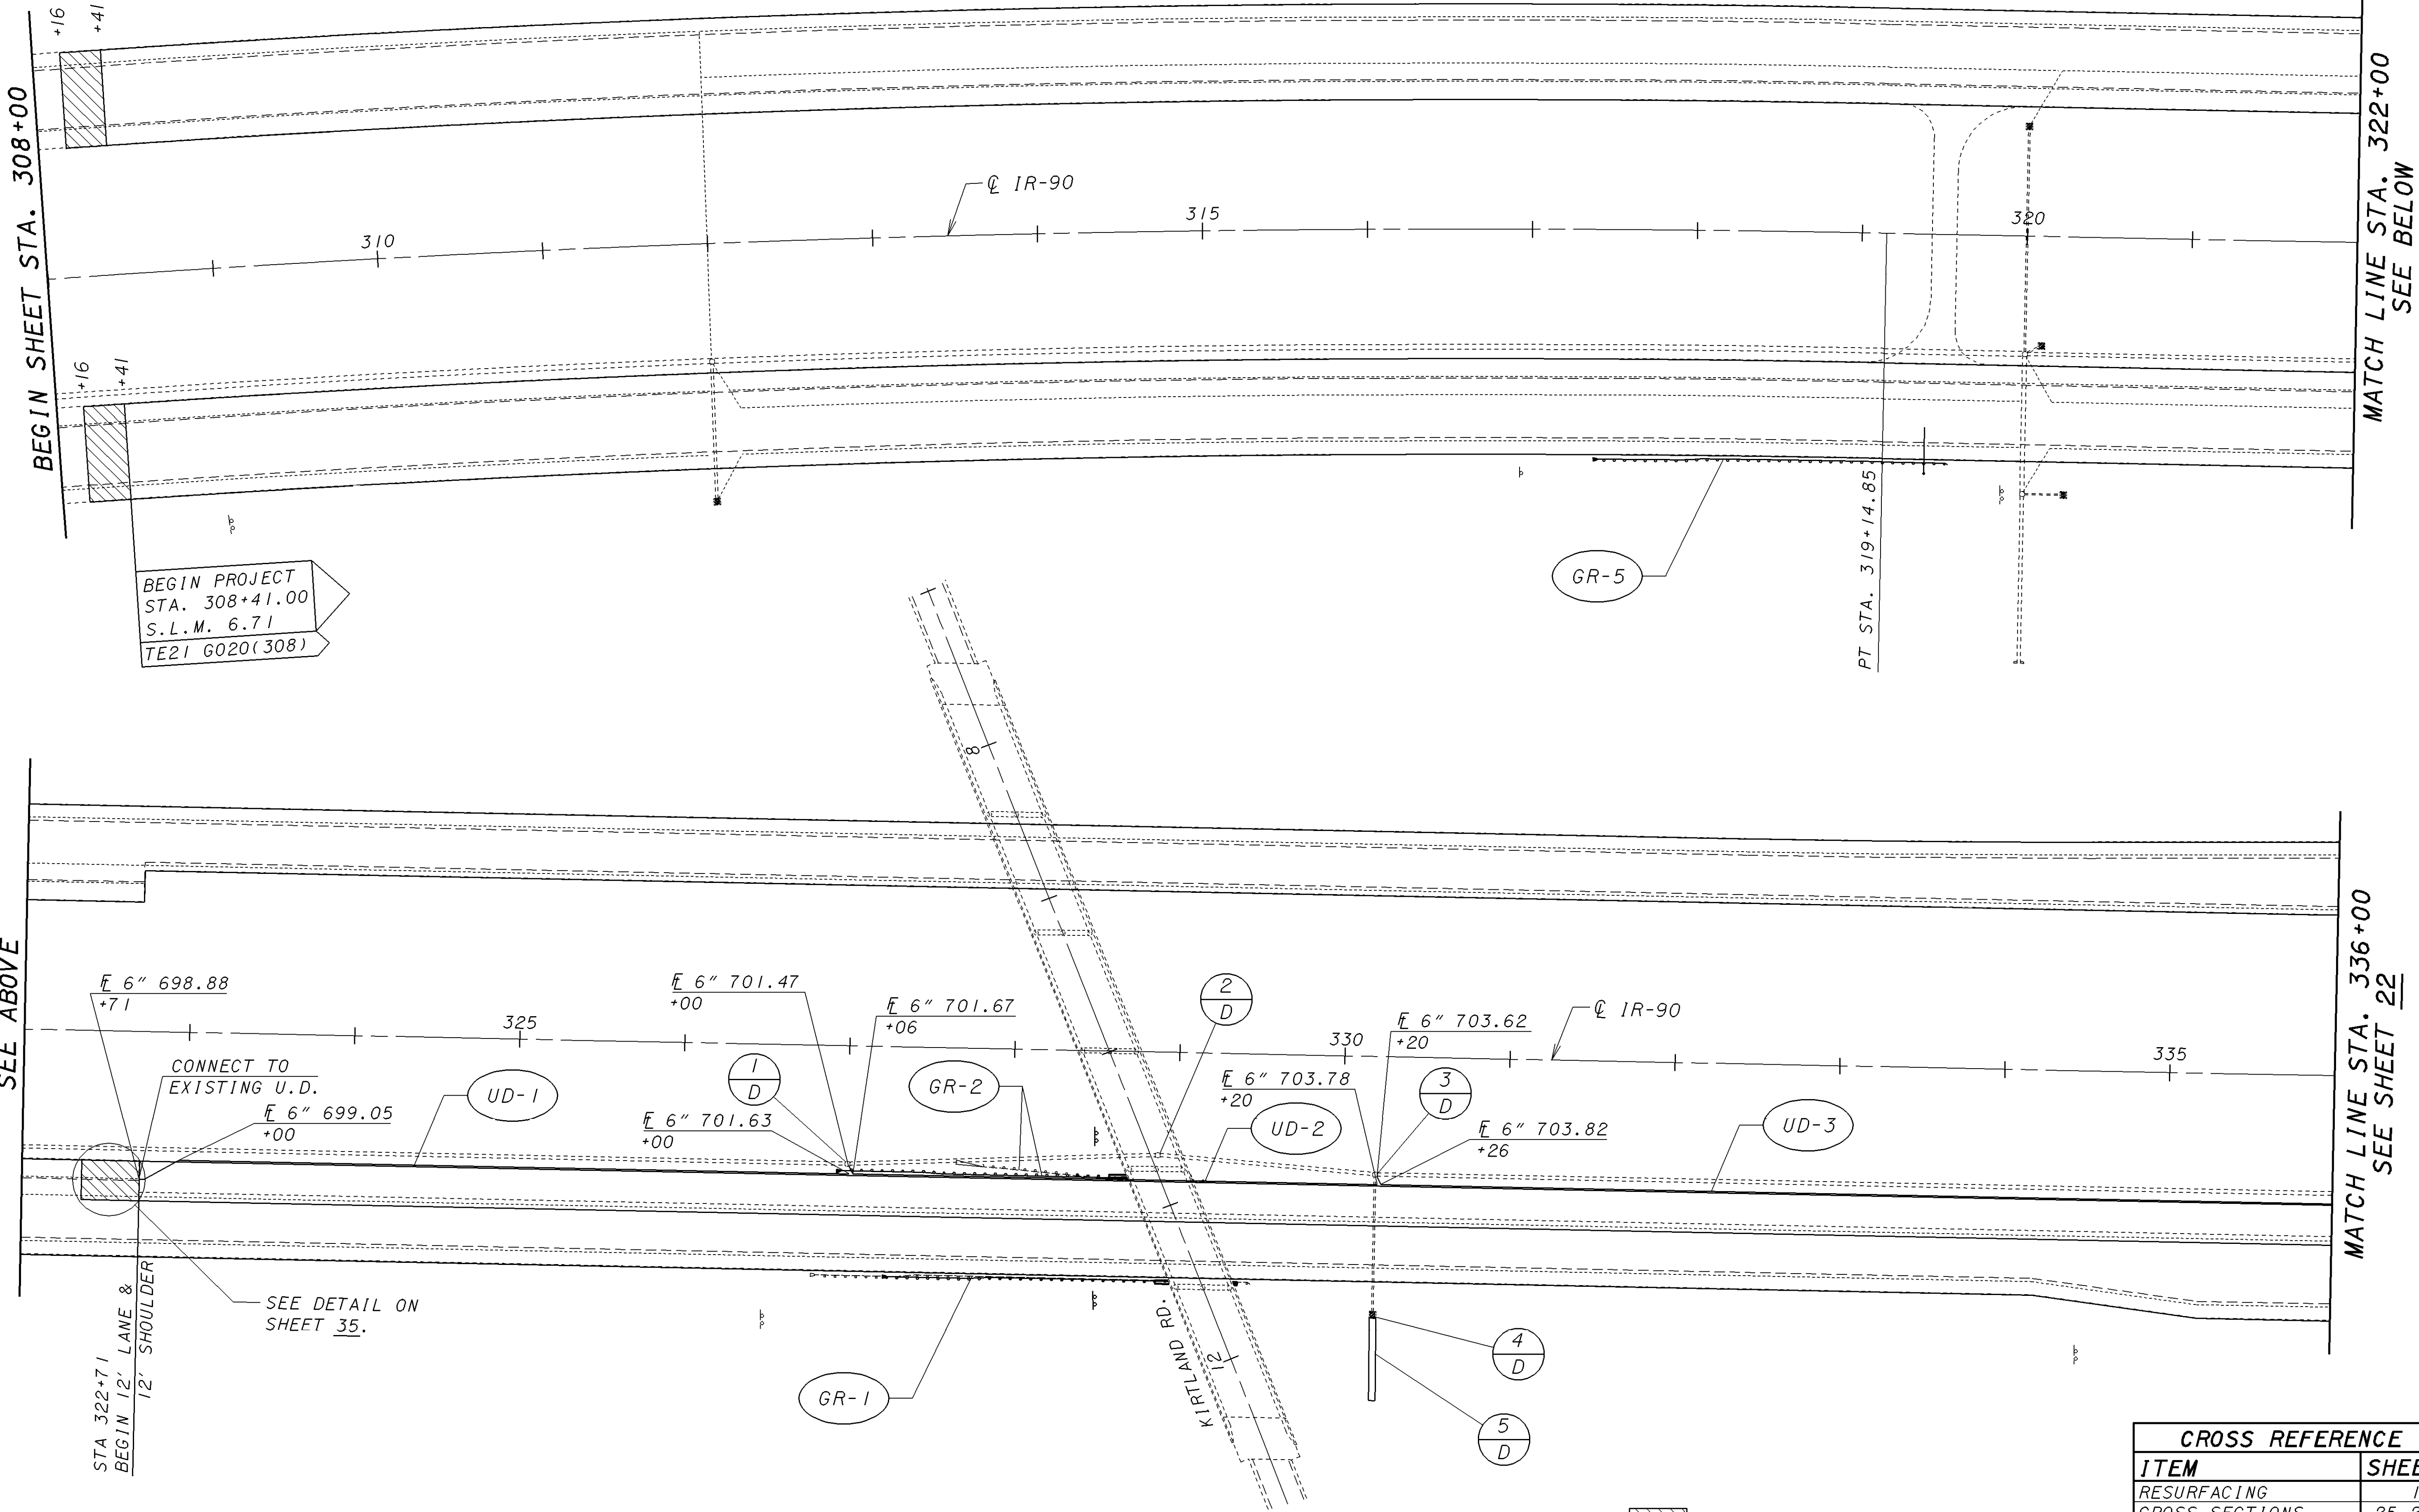 +16
+41
BEGIN SHEET STA. 308+00
+16
+41
310
℄ IR-90
315
320
MATCH LINE STA. 322+00
SEE BELOW
BEGIN PROJECT
STA. 308+41.00
S.L.M. 6.71
TE21 G020(308)
GR-5
PT STA. 319+14.85
SEE ABOVE
8
6" 698.88
+71
CONNECT TO
EXISTING U.D.
6" 699.05
+00
325
UD-1
6" 701.47
+00
6" 701.67
+06
1
D
6" 701.63
+00
GR-2
2
D
330
6" 703.62
+20
6" 703.78
+20
UD-2
3
D
6" 703.82
+26
℄ IR-90
UD-3
335
MATCH LINE STA. 336+00
SEE SHEET 22
STA 322+71
BEGIN 12' LANE &
12' SHOULDER
SEE DETAIL ON
SHEET 35.
GR-1
KIRTLAND RD.
12
4
D
5
D
CROSS REFERENCE
ITEM
RESURFACING
CROSS SECTIONS